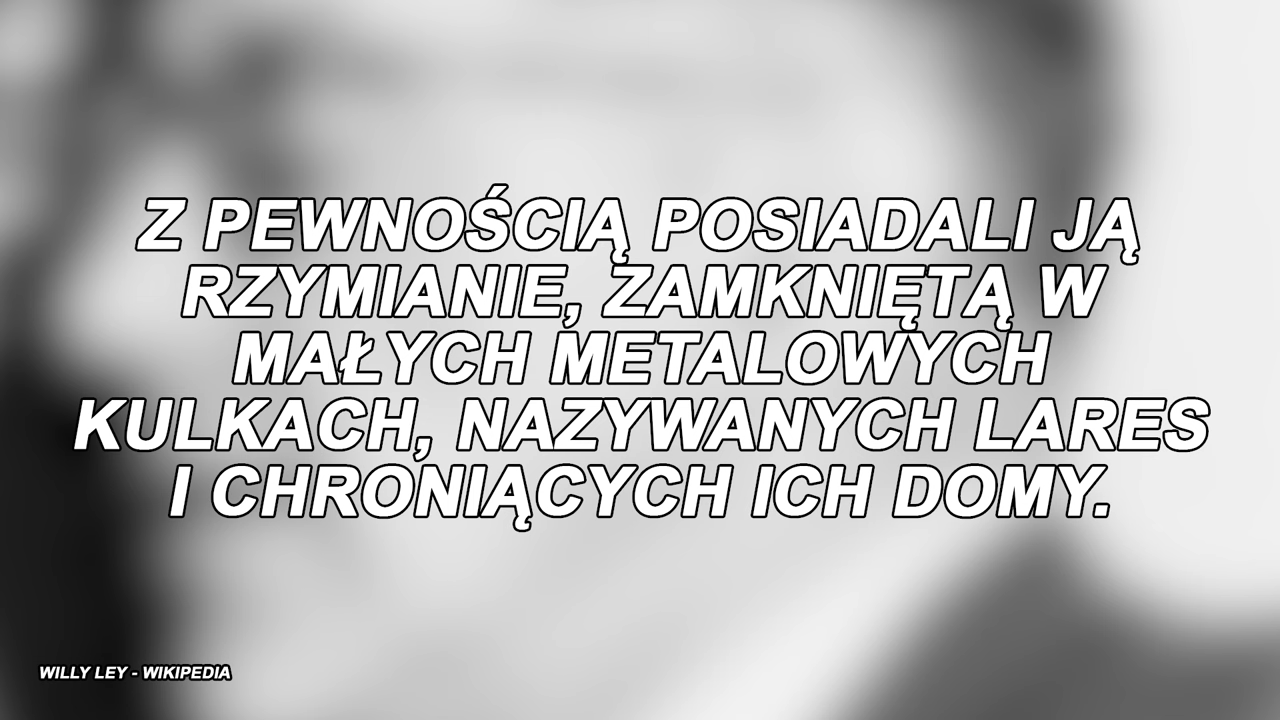 Z PEWNOŚCIĄ POSIADALI JĄ
RZYMIANIE, ZAMKNIĘTĄ W
MAŁYCH METALOWYCH
KULKACH, NAZYWANYCH LARES
I CHRONIĄCYCH ICH DOMY.
WILLY LEY - WIKIPEDIA